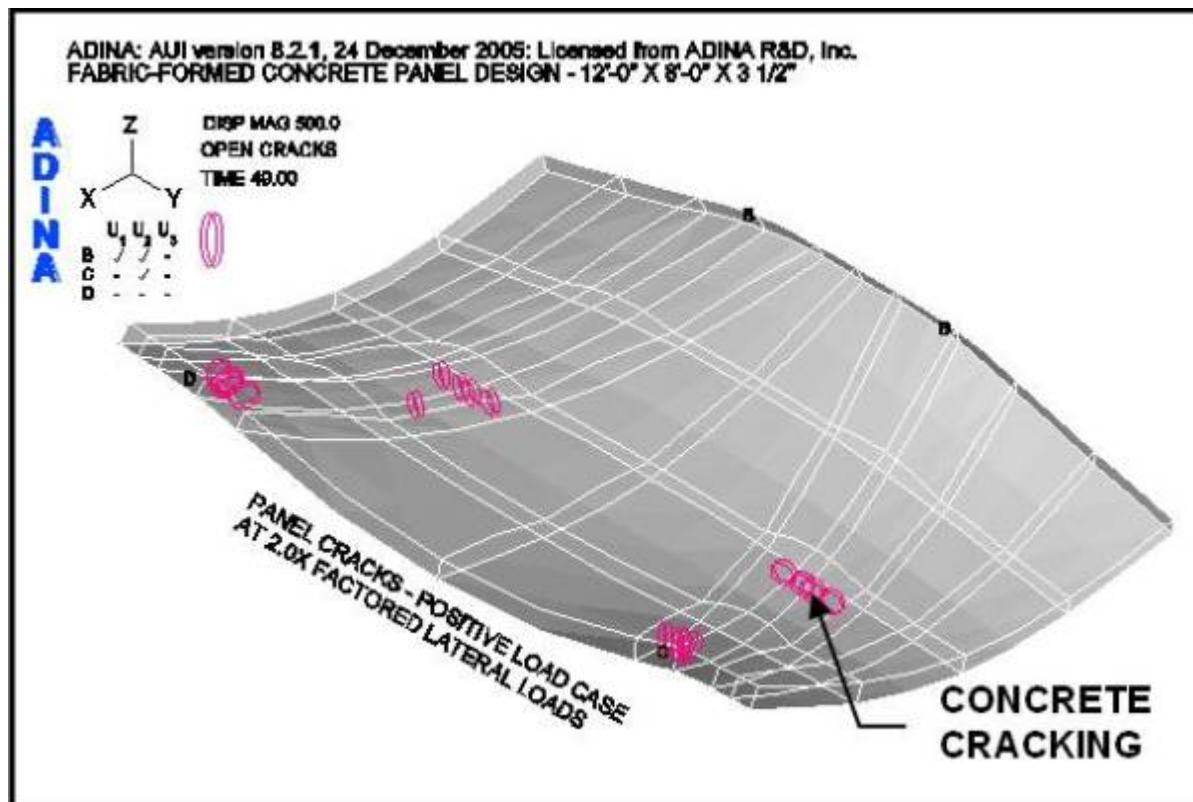 ADINA: AUI version 8.2.1, 24 December 2005: Licensed from ADINA R&D, Inc.
FABRIC-FORMED CONCRETE PANEL DESIGN - 12'-0" X 8'-0" X 3 1/2"
ADINA
Z
X Y
DISP MAG 500.0
OPEN CRACKS
TIME 49.00
U1 U2 U3
B ✓ ✓ -
C - ✓ -
D - - -
B
B
D
C
PANEL CRACKS - POSITIVE LOAD CASE
AT 2.0X FACTORED LATERAL LOADS
CONCRETE
CRACKING